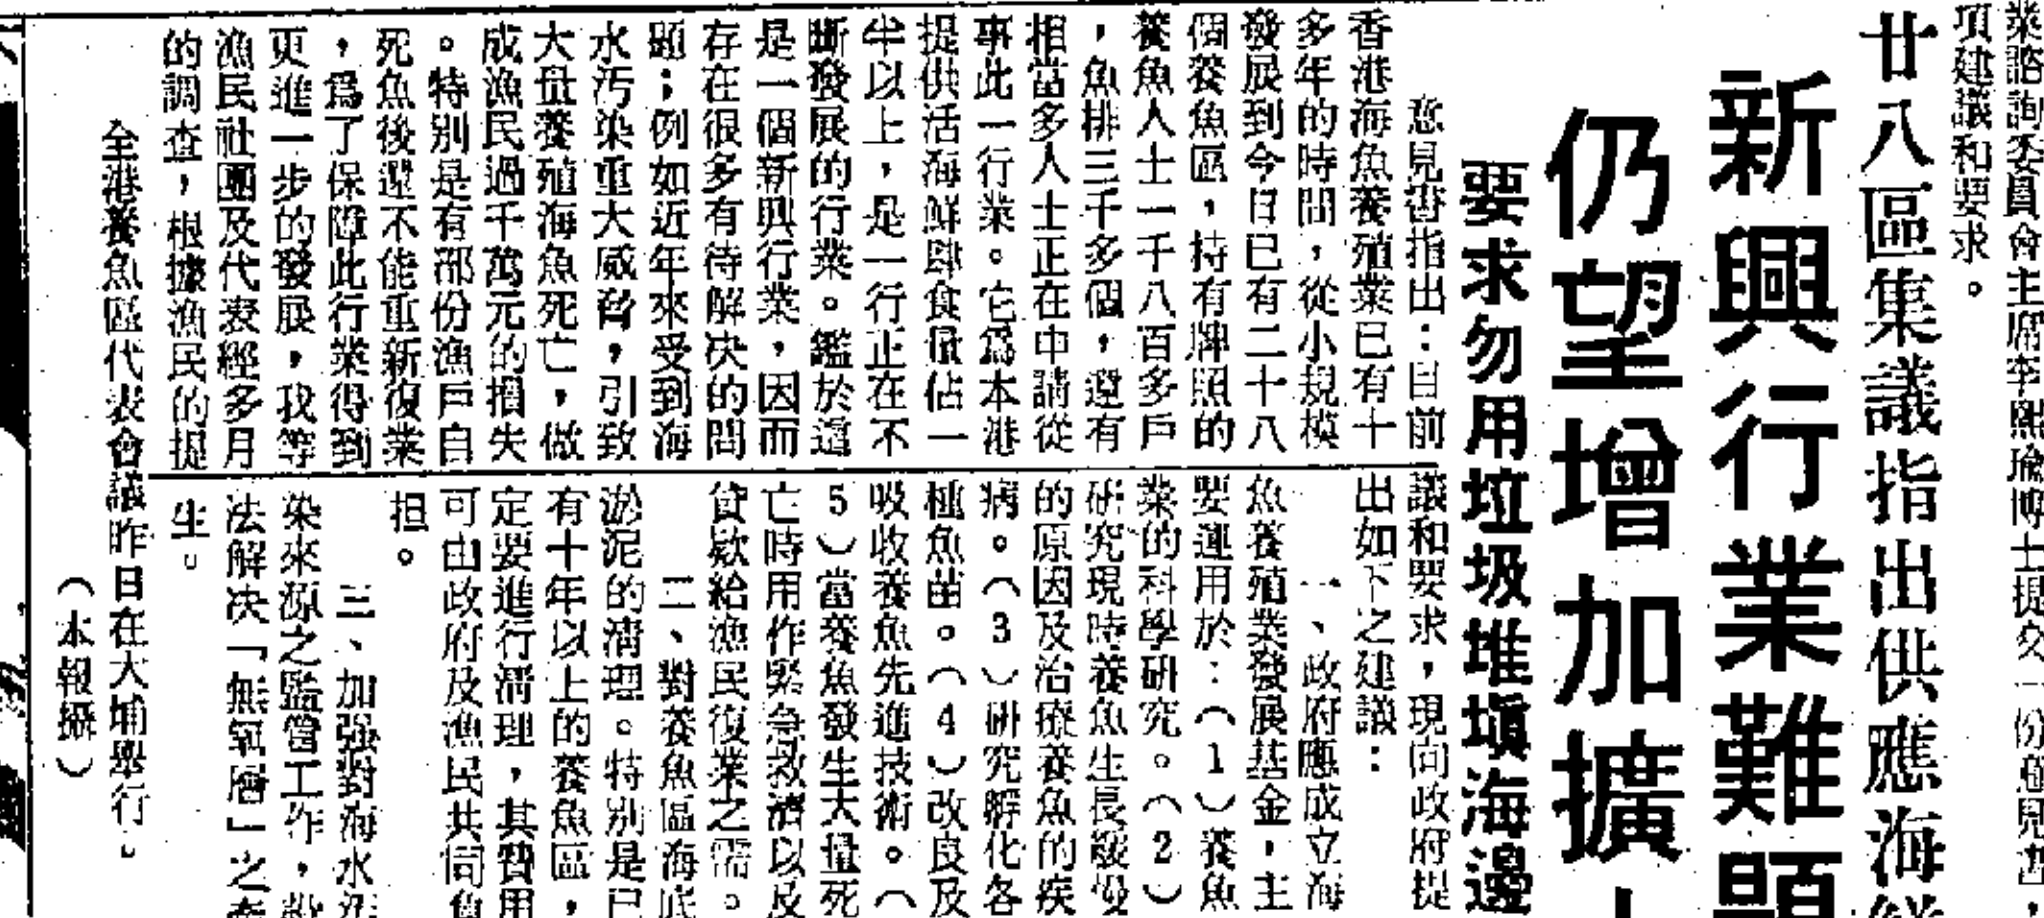 業諮詢委員會主席李熙瑜博士提交一份意見書，
項建議和要求。
廿八區集議指出供應海
新興行業難題
仍望增加擴
要求勿用垃圾堆塡海邊
意見書指出：目前
香港海魚養殖業已有十
多年的時間，從小規模
發展到今日已有二十八
個養魚區，持有牌照的
養魚人士一千八百多戶
，魚排三千多個，還有
相當多人士正在申請從
事此一行業。它爲本港
提供活海鮮肆食量佔一
半以上，是一行正在不
斷發展的行業。鑑於這
是一個新興行業，因而
存在很多有待解決的問
題；例如近年來受到海
水汚染重大威脅，引致
大量養殖海魚死亡，做
成漁民過千萬元的損失
。特別是有部份漁戶自
死魚後還不能重新復業
，爲了保障此行業得到
更進一步的發展，我等
漁民社團及代表經多月
的調查，根據漁民的提
議和要求，現向政府提
出如下之建議：
一、政府應成立海
魚養殖業發展基金，主
要運用於：（1）養魚
業的科學研究。（2）
研究現時養魚生長緩慢
的原因及治療養魚的疾
病。（3）研究孵化各
種魚苗。（4）改良及
吸收養魚先進技術。（
5）當養魚發生大量死
亡時用作緊急救濟以及
貸款給漁民復業之需。
二、對養魚區海底
淤泥的淸理。特別是已
有十年以上的養魚區，
定要進行淸理，其費用
可由政府及漁民共同負
担。
三、加强對海水汚
染來源之監管工作，設
法解决「無氧層」之產
生。
全港養魚區代表會議昨日在大埔舉行。
（本報攝）